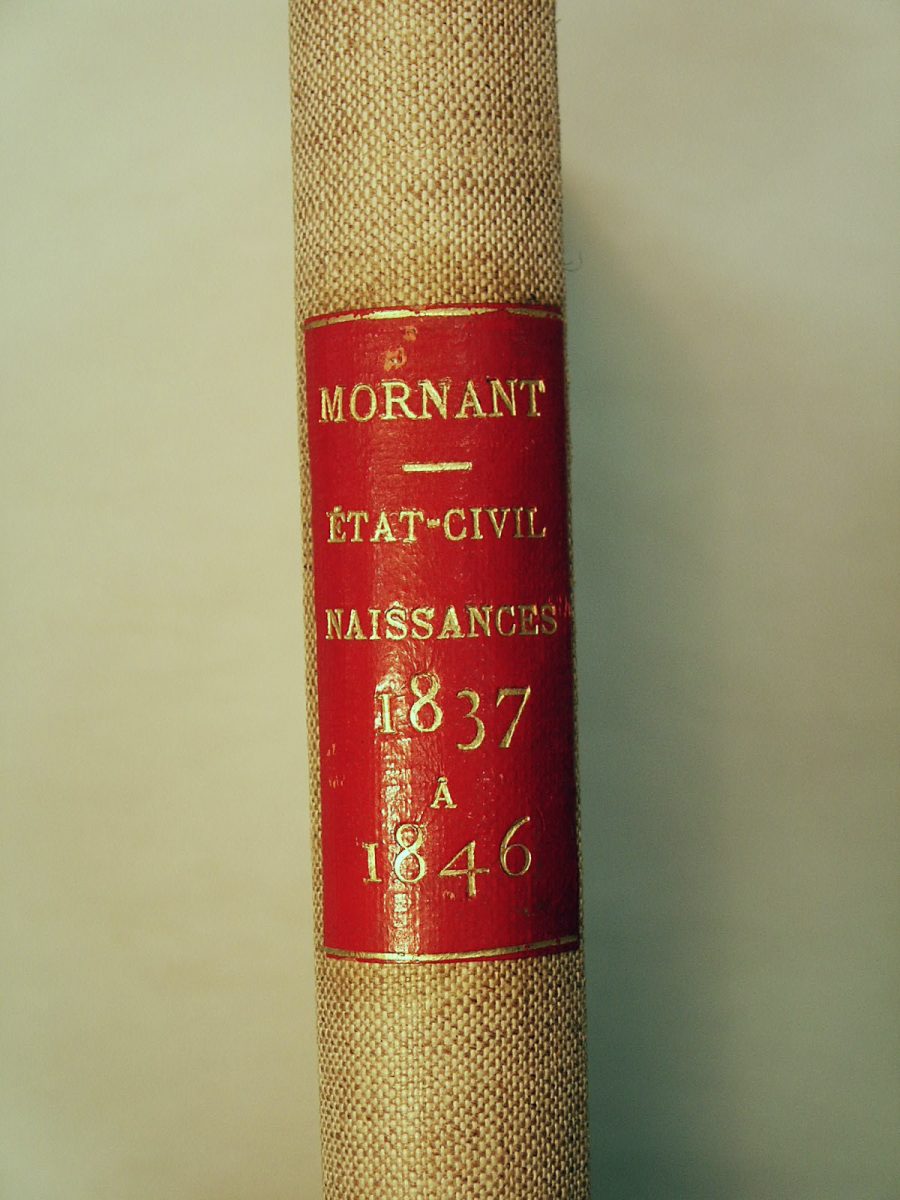 MORNANT
ÉTAT-CIVIL
NAISSANCES
1837
À
1846